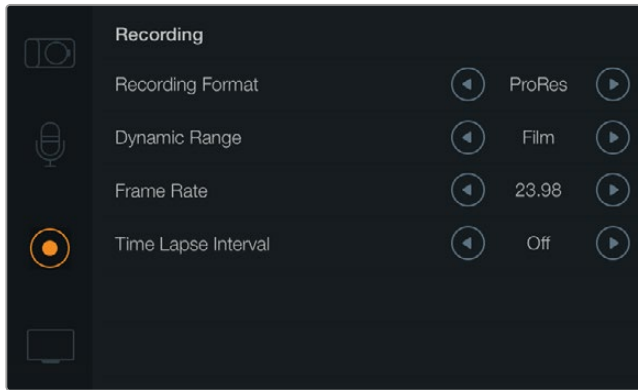 Recording
Recording Format ProRes
Dynamic Range Film
Frame Rate 23.98
Time Lapse Interval Off